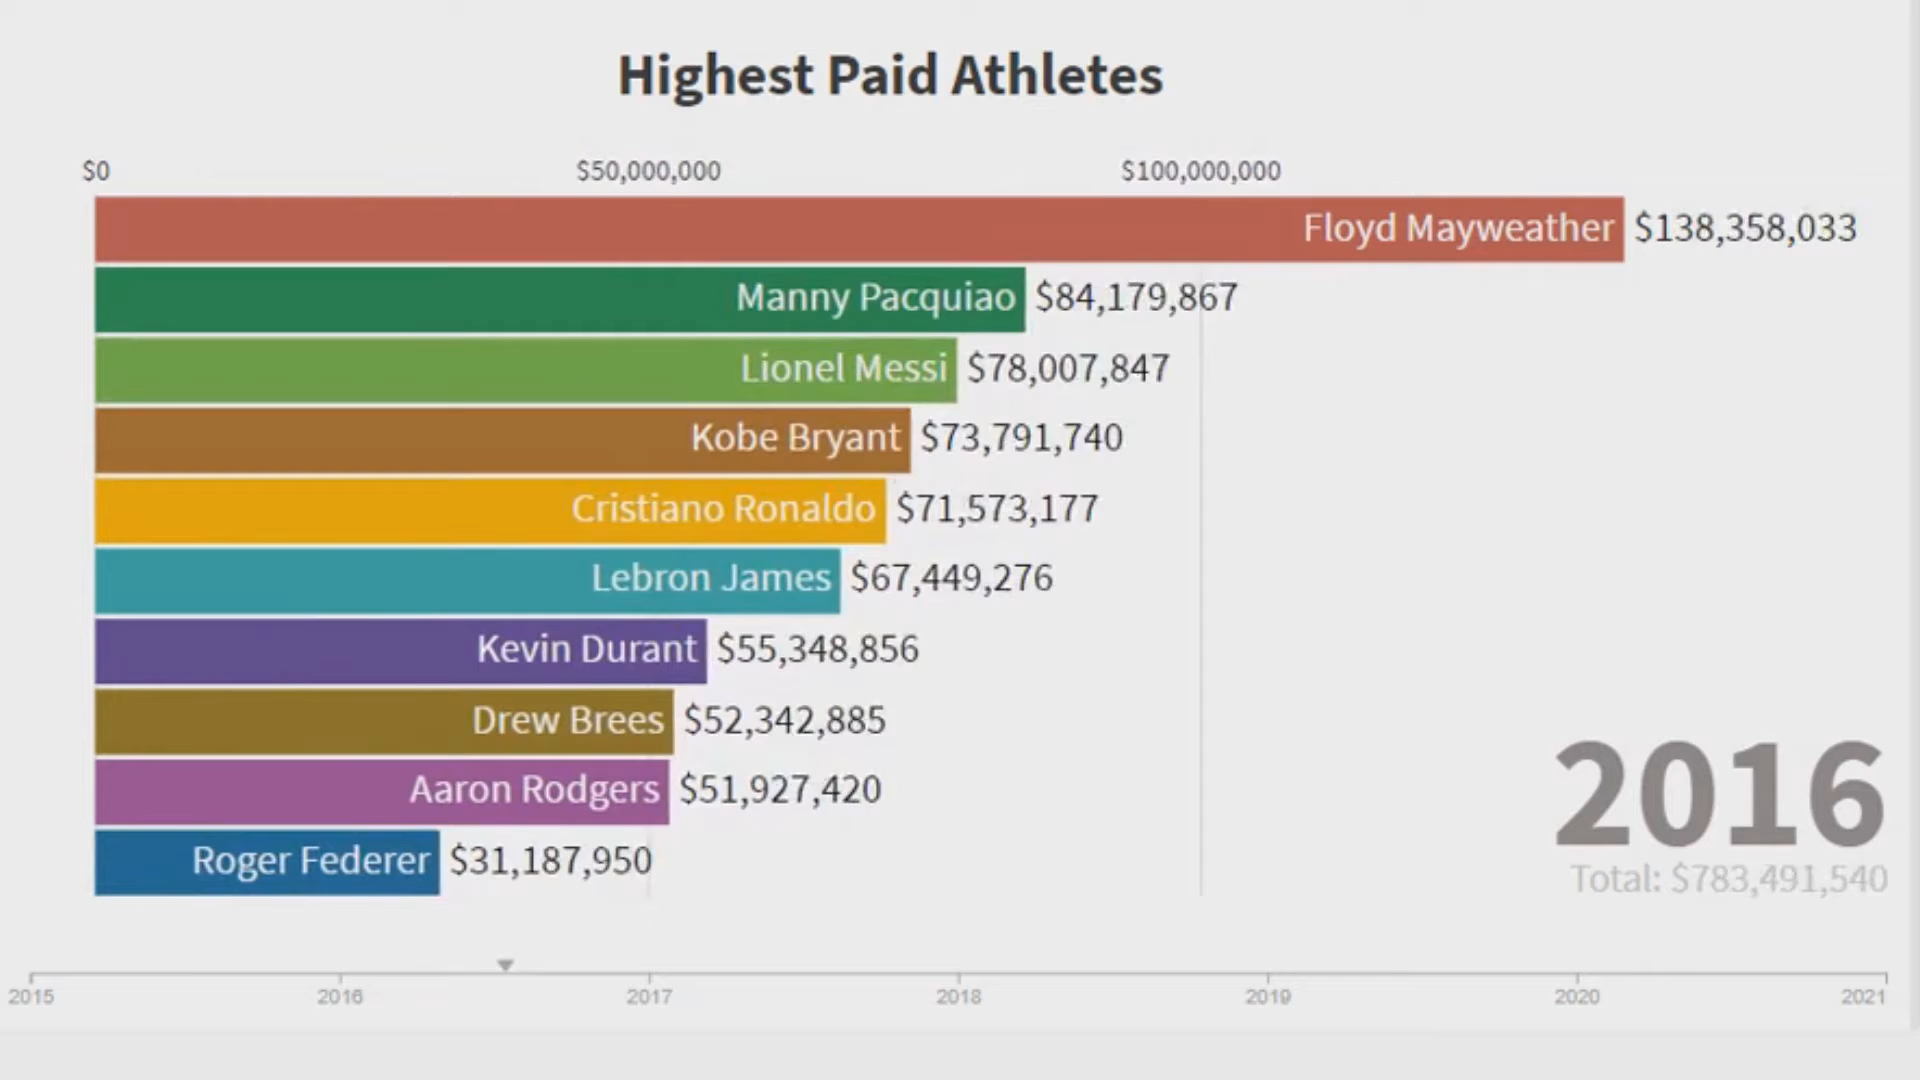 Highest Paid Athletes
$0 $50,000,000 $100,000,000
Floyd Mayweather $138,358,033
Manny Pacquiao $84,179,867
Lionel Messi $78,007,847
Kobe Bryant $73,791,740
Cristiano Ronaldo $71,573,177
Lebron James $67,449,276
Kevin Durant $55,348,856
Drew Brees $52,342,885
Aaron Rodgers $51,927,420
Roger Federer $31,187,950
2016
Total: $783,491,540
2015 2016 2017 2018 2019 2020 2021